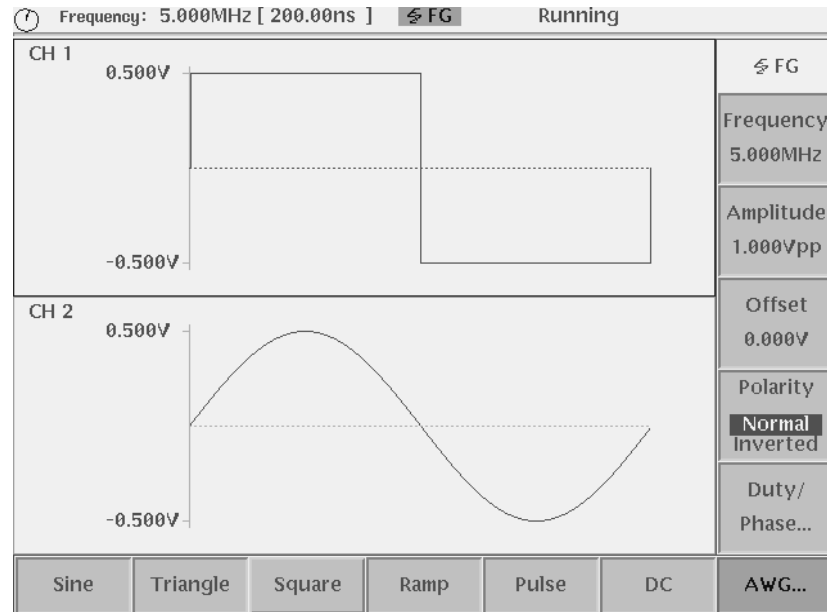 Frequency: 5.000MHz [ 200.00ns ] FG Running
CH 1
0.500V
-0.500V
CH 2
0.500V
-0.500V
FG
Frequency
5.000MHz
Amplitude
1.000Vpp
Offset
0.000V
Polarity
Normal
Inverted
Duty/
Phase...
Sine Triangle Square Ramp Pulse DC AWG...